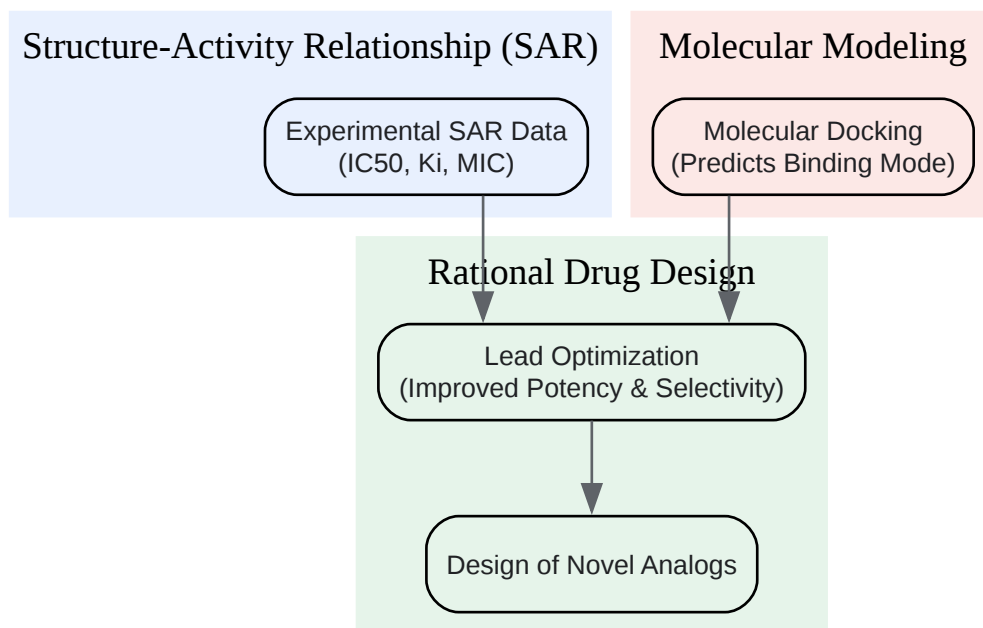 Structure-Activity Relationship (SAR)
Experimental SAR Data
(IC50, Ki, MIC)
Molecular Modeling
Molecular Docking
(Predicts Binding Mode)
Rational Drug Design
Lead Optimization
(Improved Potency & Selectivity)
Design of Novel Analogs